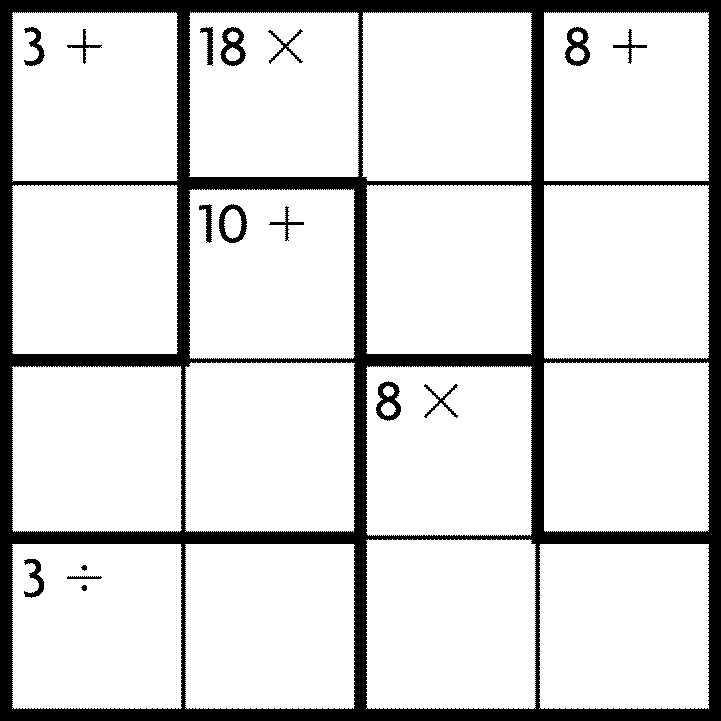 3 + 18 × 8 +
10 +
8 ×
3 ÷